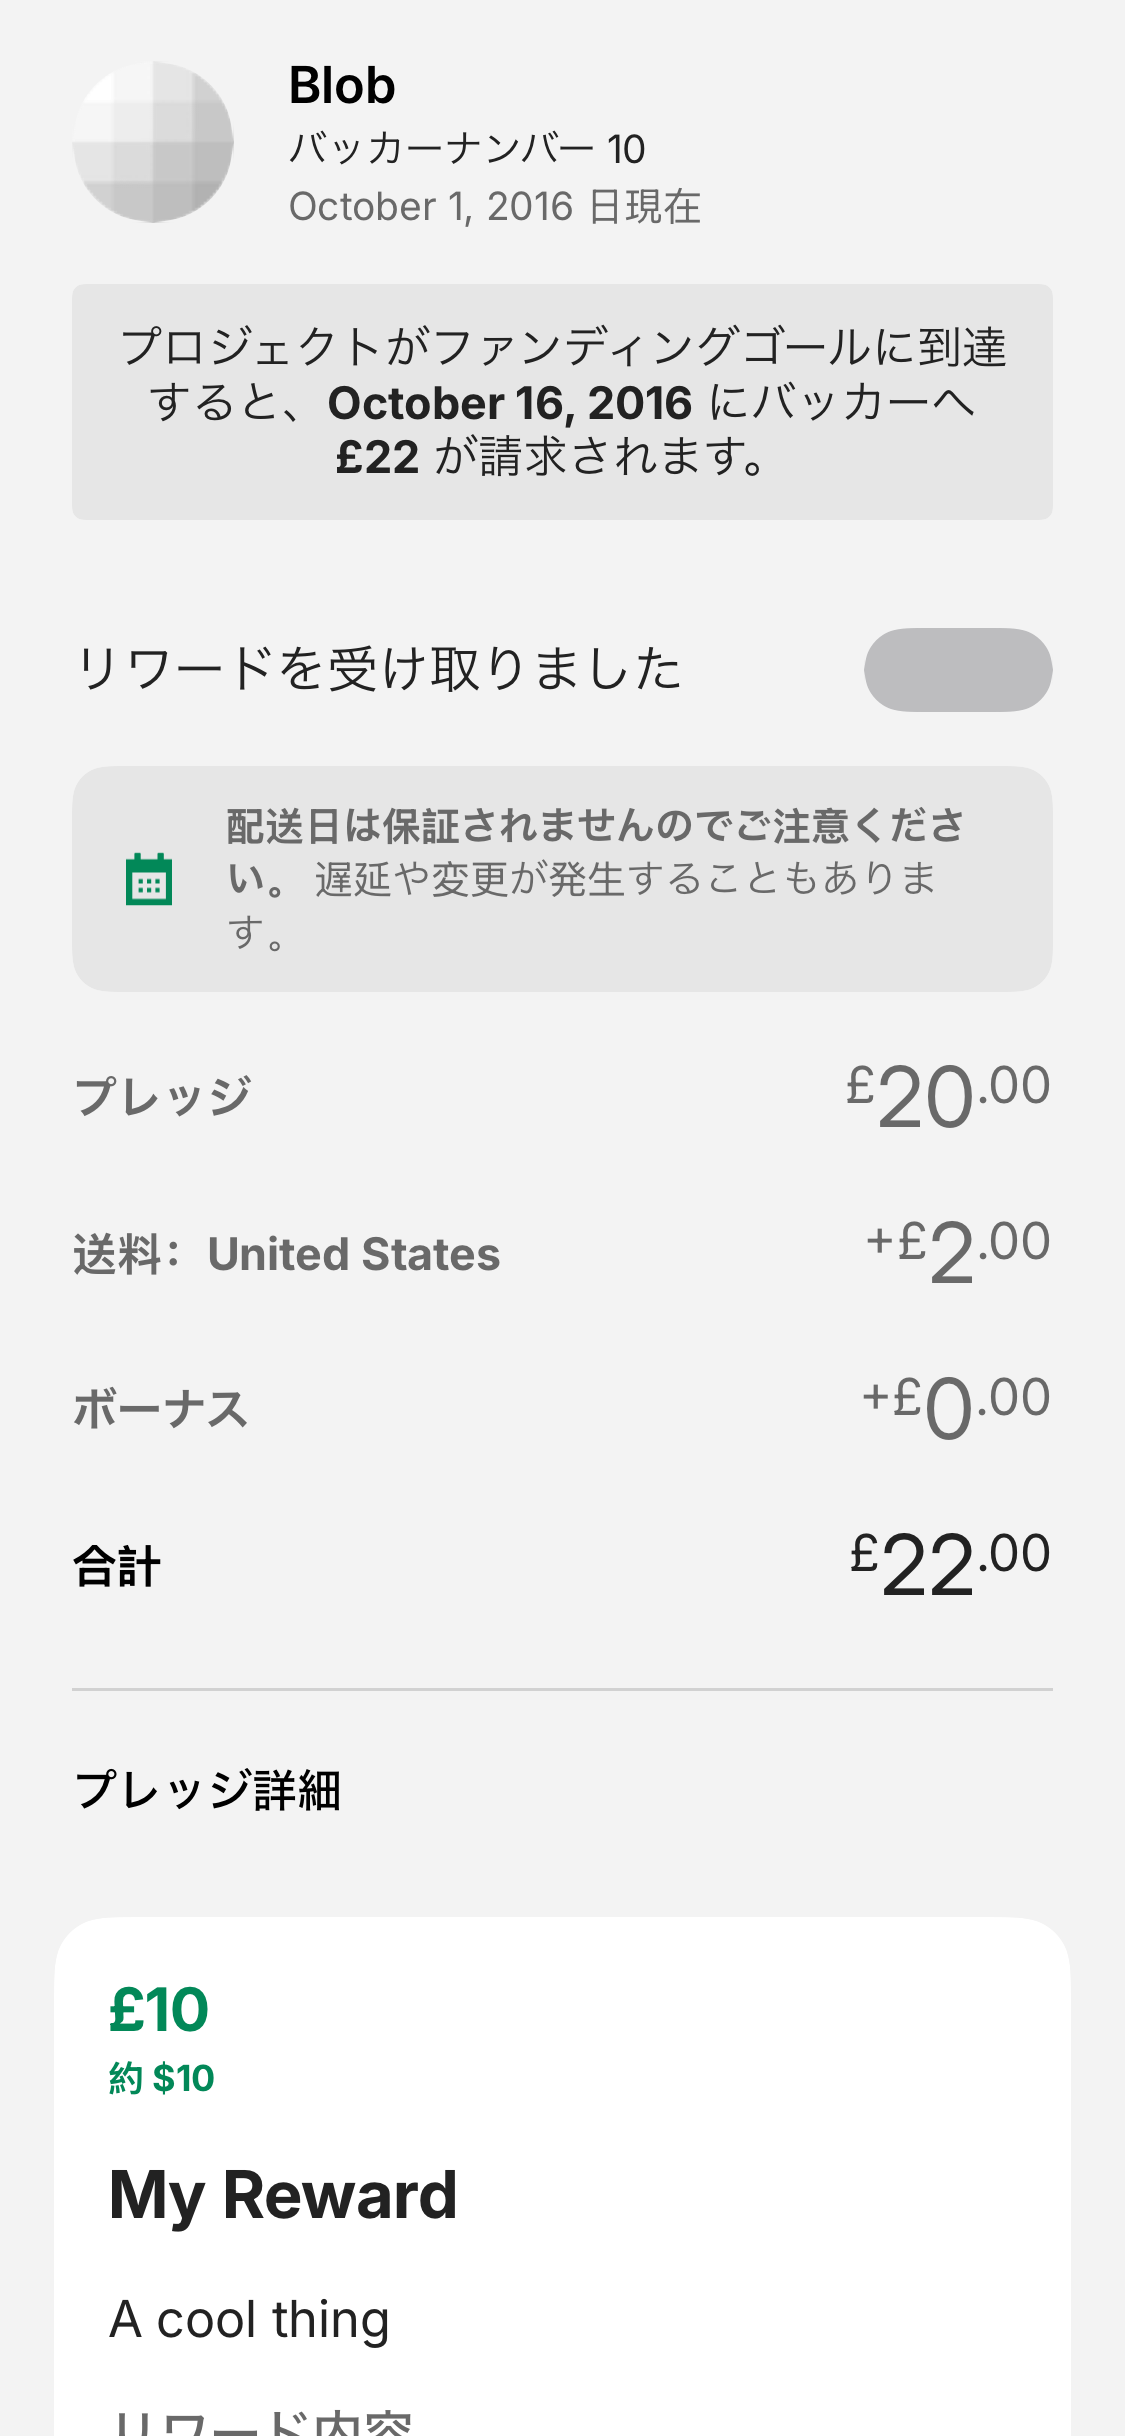 Blob
バッカーナンバー 10
October 1, 2016 日現在
プロジェクトがファンディングゴールに到達
すると、October 16, 2016 にバッカーへ
£22 が請求されます。
リワードを受け取りました
配送日は保証されませんのでご注意くださ
い。 遅延や変更が発生することもありま
す。
プレッジ £20.00
送料： United States +£2.00
ボーナス +£0.00
合計 £22.00
プレッジ詳細
£10
約 $10
My Reward
A cool thing
リワード内容